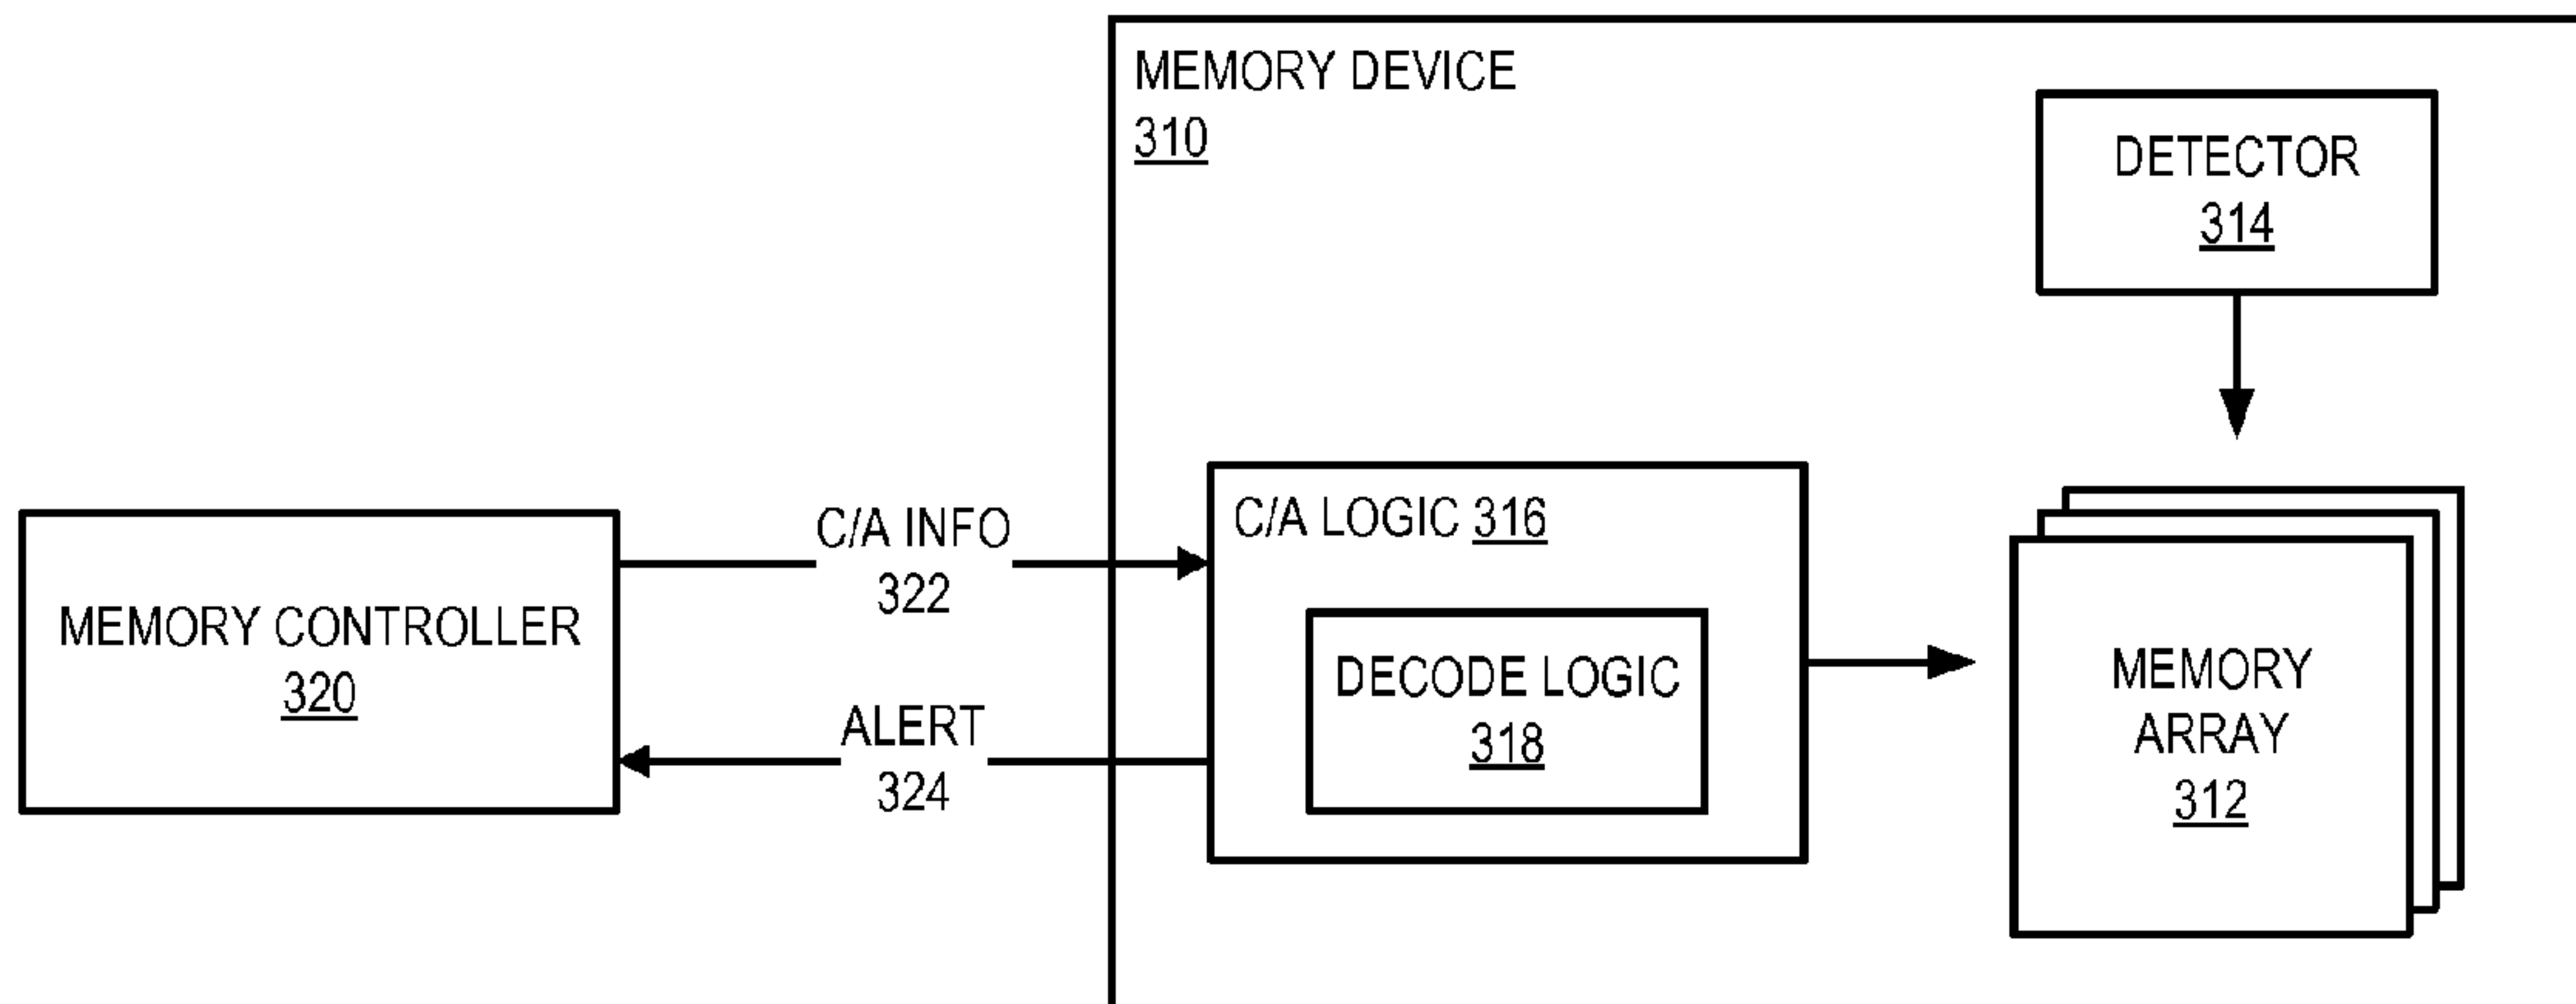 MEMORY DEVICE
310
DETECTOR
314
C/A INFO
322
C/A LOGIC 316
MEMORY CONTROLLER
320
DECODE LOGIC
318
ALERT
324
MEMORY
ARRAY
312